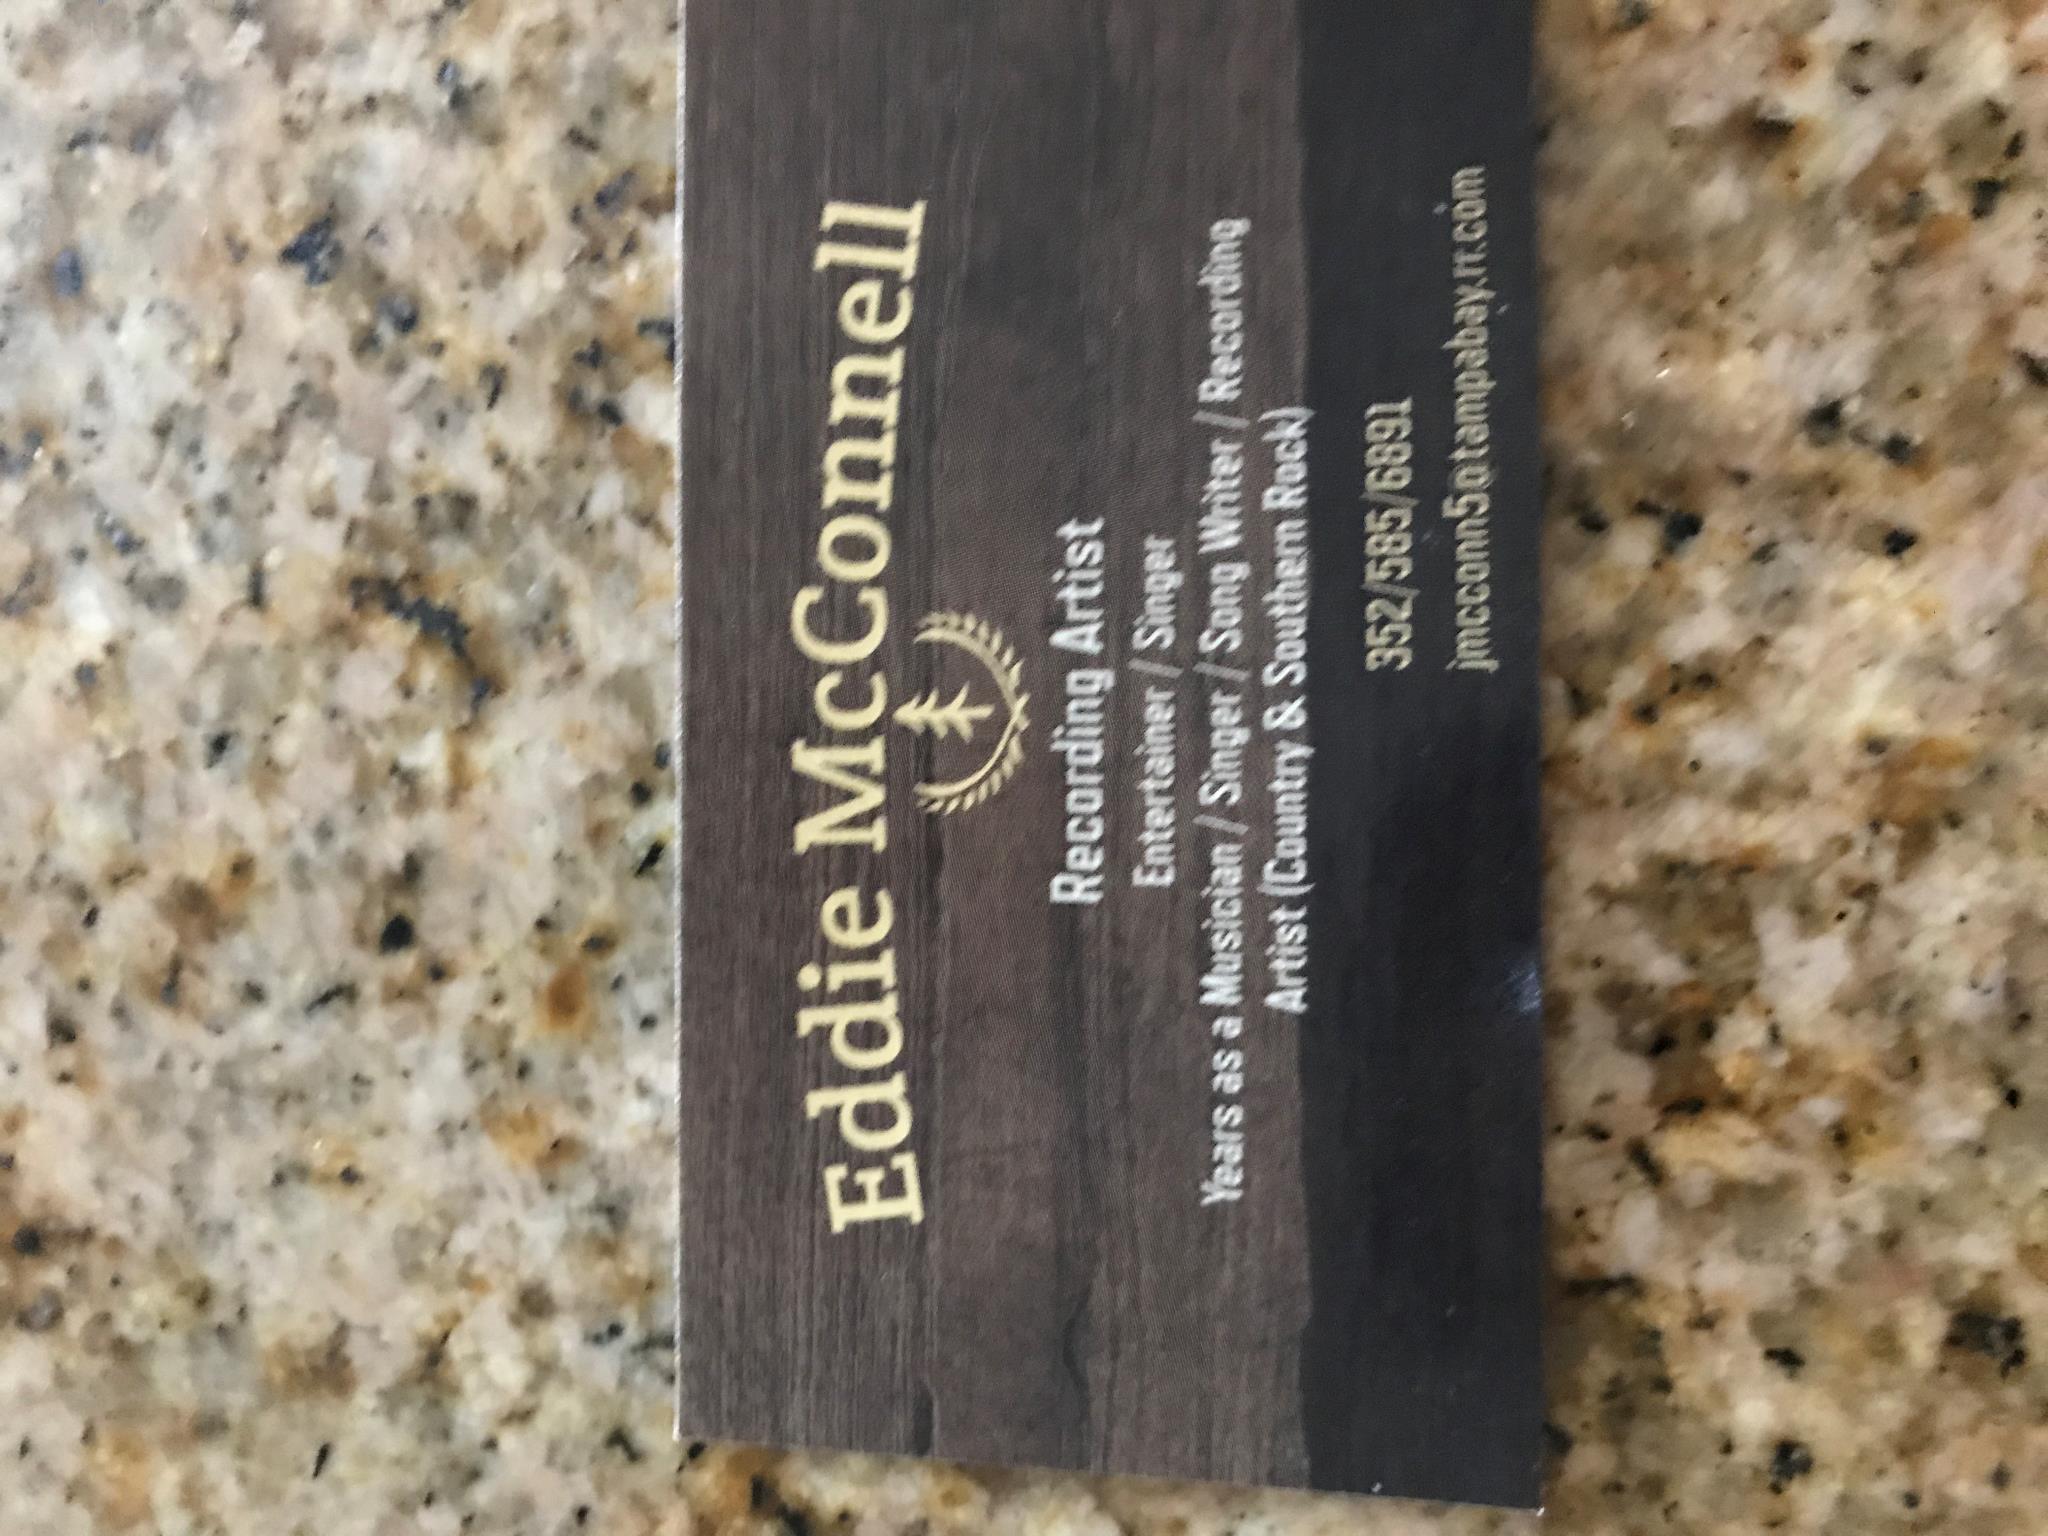 Eddie McConnell
Recording Artist
Entertainer / Singer
Years as a Musician / Singer / Song Writer / Recording
Artist (Country & Southern Rock)
352/585/6891
jmcconn5@tampabay.rr.com